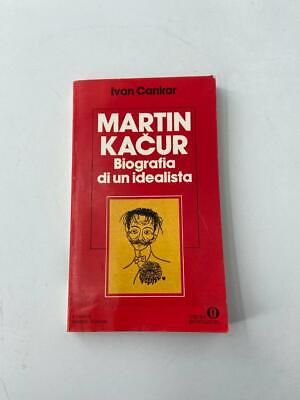 Ivan Cankar
MARTIN
KAČUR
Biografia
di un idealista